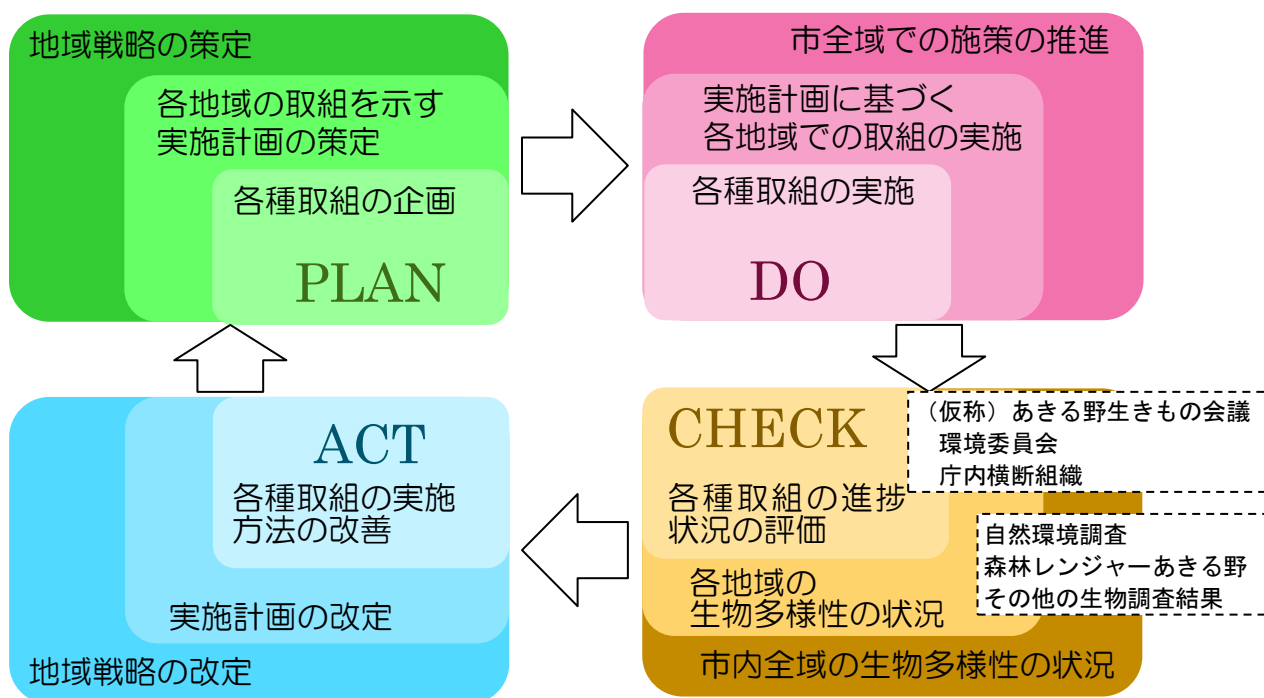 地域戦略の策定
各地域の取組を示す
実施計画の策定
各種取組の企画
PLAN
市全域での施策の推進
実施計画に基づく
各地域での取組の実施
各種取組の実施
DO
CHECK
各種取組の進捗
状況の評価
各地域の
生物多様性の状況
市内全域の生物多様性の状況
（仮称）あきる野生きもの会議
環境委員会
庁内横断組織
自然環境調査
森林レンジャーあきる野
その他の生物調査結果
ACT
各種取組の実施
方法の改善
実施計画の改定
地域戦略の改定